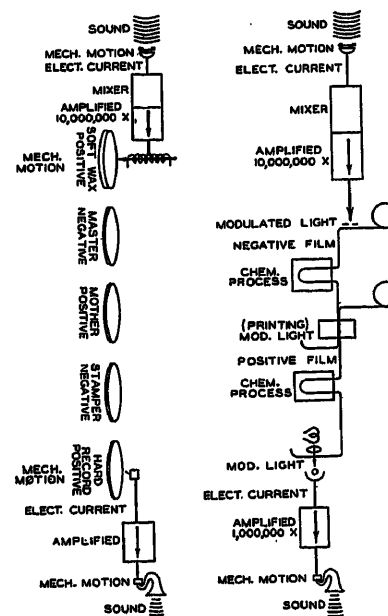 SOUND
MECH. MOTION
ELECT. CURRENT
MIXER
AMPLIFIED
10,000,000 X
MECH.
MOTION
SOFT WAX
POSITIVE
MASTER
NEGATIVE
MOTHER
POSITIVE
STAMPER
NEGATIVE
HARD
RECORD
POSITIVE
MECH.
MOTION
ELECT. CURRENT
AMPLIFIED
MECH. MOTION
SOUND
SOUND
MECH. MOTION
ELECT. CURRENT
MIXER
AMPLIFIED
10,000,000 X
MODULATED LIGHT
NEGATIVE FILM
CHEM.
PROCESS
(PRINTING)
MOD. LIGHT
POSITIVE FILM
CHEM.
PROCESS
MOD. LIGHT
ELECT. CURRENT
AMPLIFIED
1,000,000 X
MECH. MOTION
SOUND